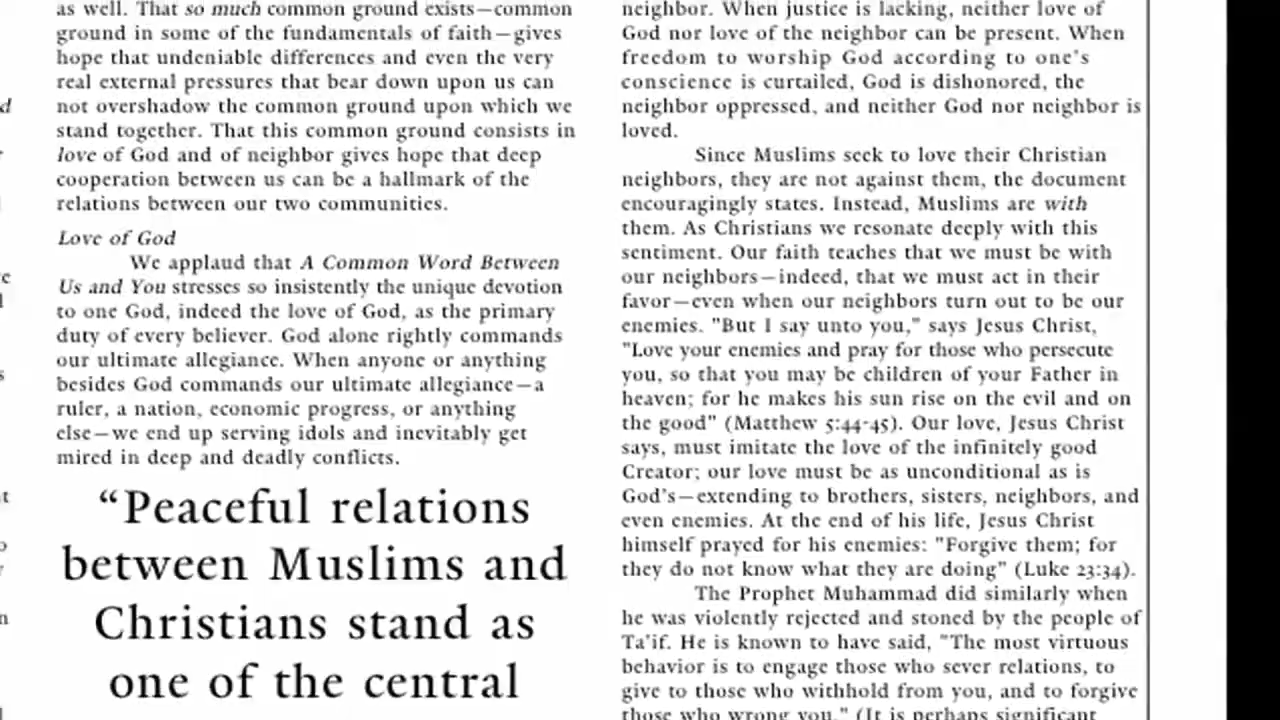 as well. That so much common ground exists—common
ground in some of the fundamentals of faith—gives
hope that undeniable differences and even the very
real external pressures that bear down upon us can
not overshadow the common ground upon which we
stand together. That this common ground consists in
love of God and of neighbor gives hope that deep
cooperation between us can be a hallmark of the
relations between our two communities.
Love of God
We applaud that A Common Word Between
Us and You stresses so insistently the unique devotion
to one God, indeed the love of God, as the primary
duty of every believer. God alone rightly commands
our ultimate allegiance. When anyone or anything
besides God commands our ultimate allegiance—a
ruler, a nation, economic progress, or anything
else—we end up serving idols and inevitably get
mired in deep and deadly conflicts.
“Peaceful relations
between Muslims and
Christians stand as
one of the central
neighbor. When justice is lacking, neither love of
God nor love of the neighbor can be present. When
freedom to worship God according to one's
conscience is curtailed, God is dishonored, the
neighbor oppressed, and neither God nor neighbor is
loved.
Since Muslims seek to love their Christian
neighbors, they are not against them, the document
encouragingly states. Instead, Muslims are with
them. As Christians we resonate deeply with this
sentiment. Our faith teaches that we must be with
our neighbors—indeed, that we must act in their
favor—even when our neighbors turn out to be our
enemies. "But I say unto you," says Jesus Christ,
"Love your enemies and pray for those who persecute
you, so that you may be children of your Father in
heaven; for he makes his sun rise on the evil and on
the good" (Matthew 5:44-45). Our love, Jesus Christ
says, must imitate the love of the infinitely good
Creator; our love must be as unconditional as is
God's—extending to brothers, sisters, neighbors, and
even enemies. At the end of his life, Jesus Christ
himself prayed for his enemies: "Forgive them; for
they do not know what they are doing" (Luke 23:34).
The Prophet Muhammad did similarly when
he was violently rejected and stoned by the people of
Ta'if. He is known to have said, "The most virtuous
behavior is to engage those who sever relations, to
give to those who withhold from you, and to forgive
those who wrong you." (It is perhaps significant